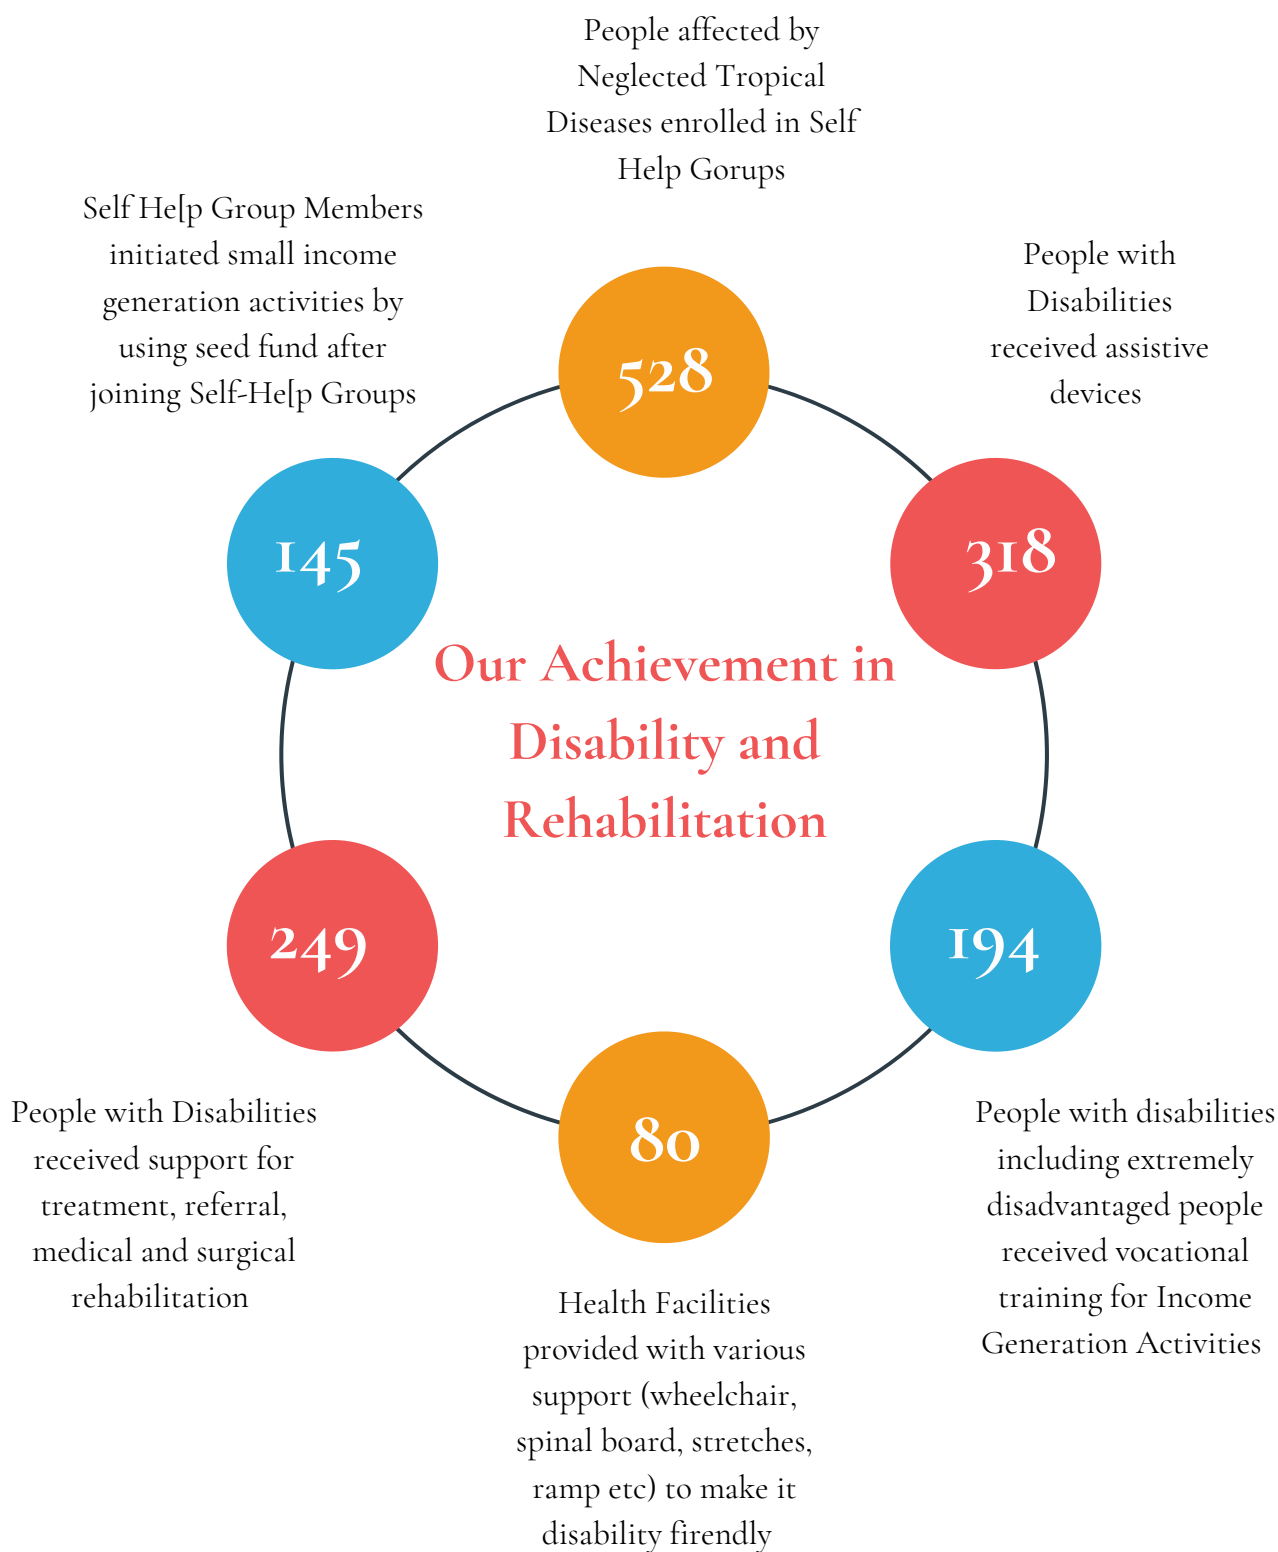 People affected by
Neglected Tropical
Diseases enrolled in Self
Help Gorups
528
People with
Disabilities
received assistive
devices
318
Self He[p Group Members
initiated small income
generation activities by
using seed fund after
joining Self-He[p Groups
145
Our Achievement in
Disability and
Rehabilitation
249
People with Disabilities
received support for
treatment, referral,
medical and surgical
rehabilitation
194
People with disabilities
including extremely
disadvantaged people
received vocational
training for Income
Generation Activities
80
Health Facilities
provided with various
support (wheelchair,
spinal board, stretches,
ramp etc) to make it
disability firendly